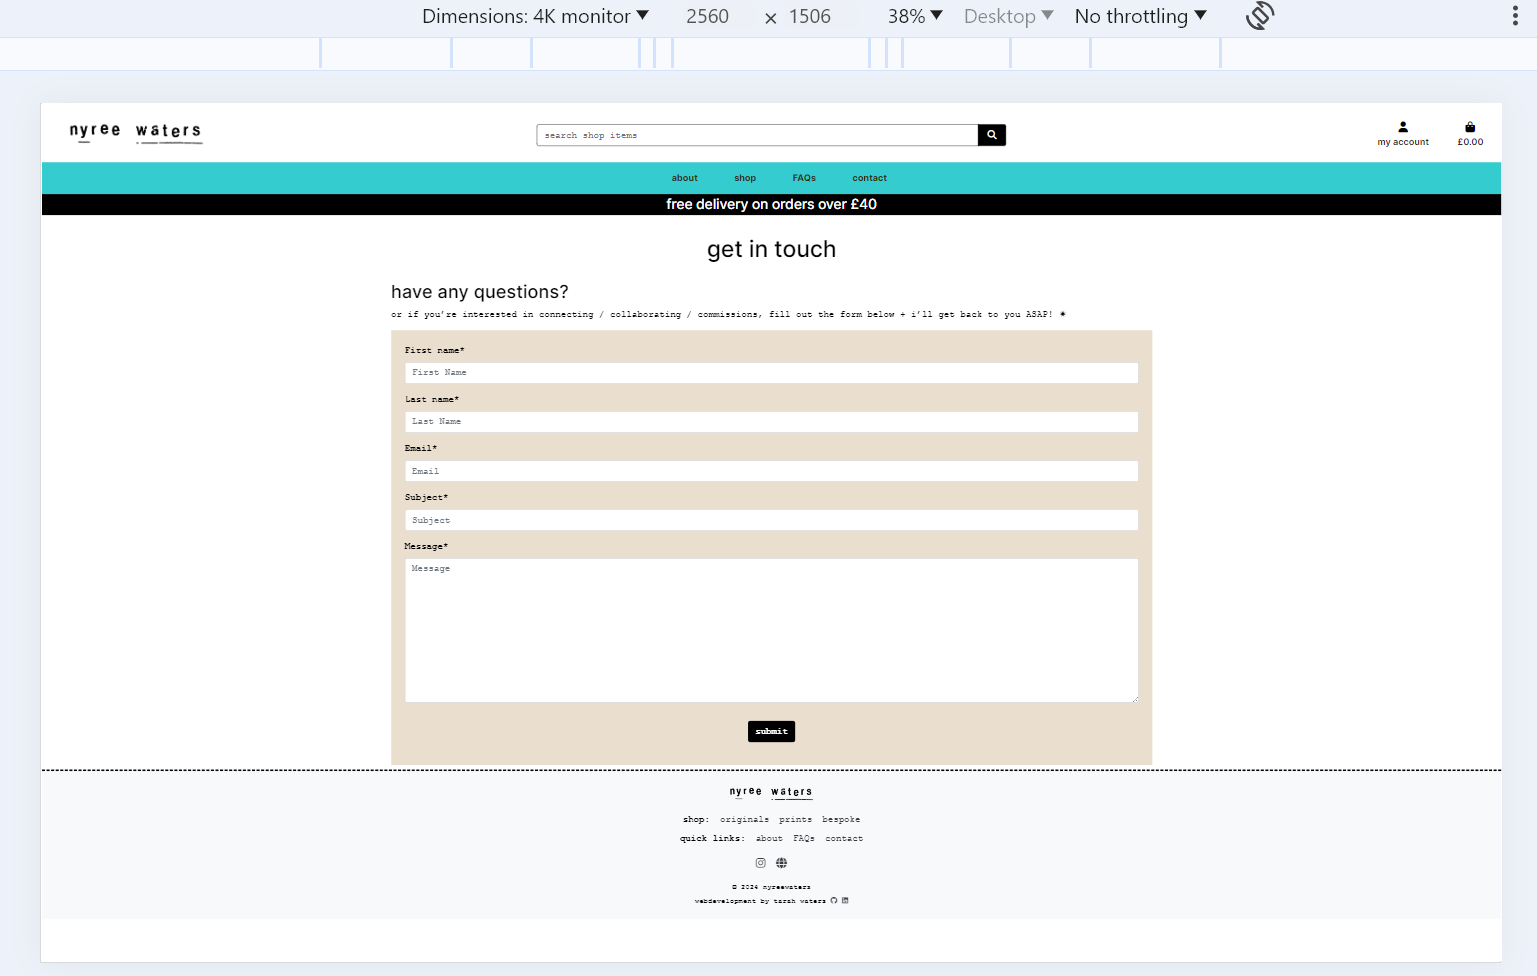 Dimensions: 4K monitor ▼ 2560 × 1506 38% ▼ Desktop ▼ No throttling ▼
nyree waters
search shop items
my account £0.00
about shop FAQs contact
free delivery on orders over £40
get in touch
have any questions?
or if you’re interested in connecting / collaborating / commissions, fill out the form below + i’ll get back to you ASAP! ✷
First name*
First Name
Last name*
Last Name
Email*
Email
Subject*
Subject
Message*
Message
submit
nyree waters
shop: originals prints bespoke
quick links: about FAQs contact
© 2024 nyreewaters
webdevelopment by tarah waters